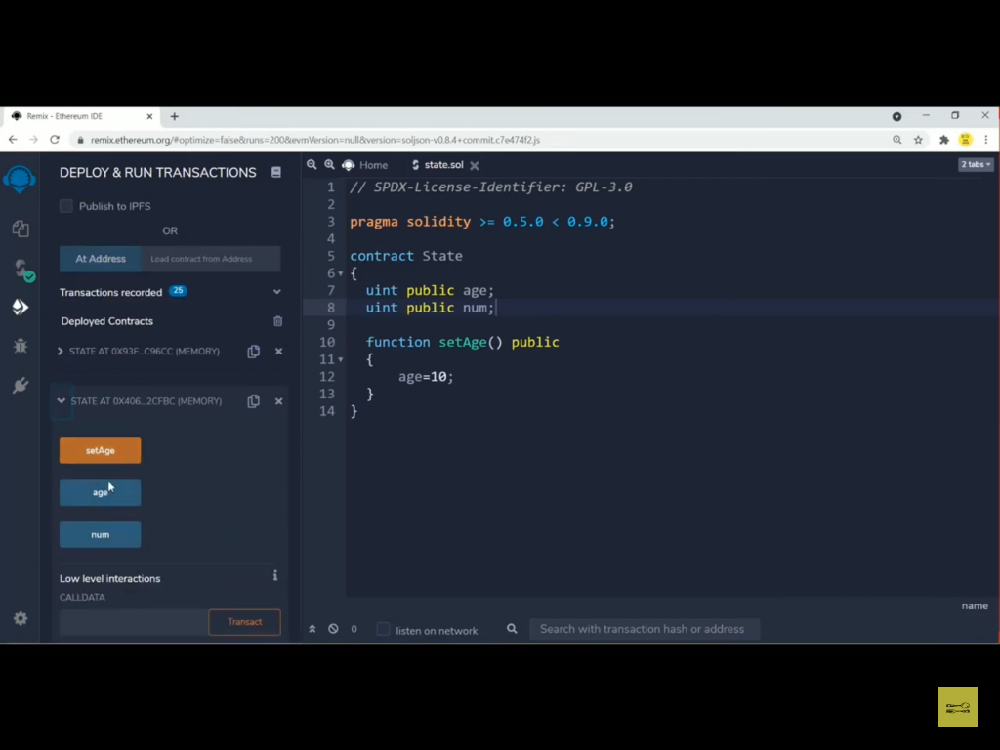 Remix - Ethereum IDE
remix.ethereum.org/#optimize=false&runs=200&evmVersion=null&version=soljson-v0.8.4+commit.c7e474f2.js
DEPLOY & RUN TRANSACTIONS
Publish to IPFS
OR
At Address
Load contract from Address
Transactions recorded 25
Deployed Contracts
STATE AT 0X93F...C96CC (MEMORY)
STATE AT 0X406...2CFBC (MEMORY)
setAge
age
num
Low level interactions
i
CALLDATA
Transact
Home
state.sol
2 tabs
1 // SPDX-License-Identifier: GPL-3.0
2
3 pragma solidity >= 0.5.0 < 0.9.0;
4
5 contract State
6 {
7 uint public age;
8 uint public num;
9
10 function setAge() public
11 {
12 age=10;
13 }
14 }
name
0
listen on network
Search with transaction hash or address